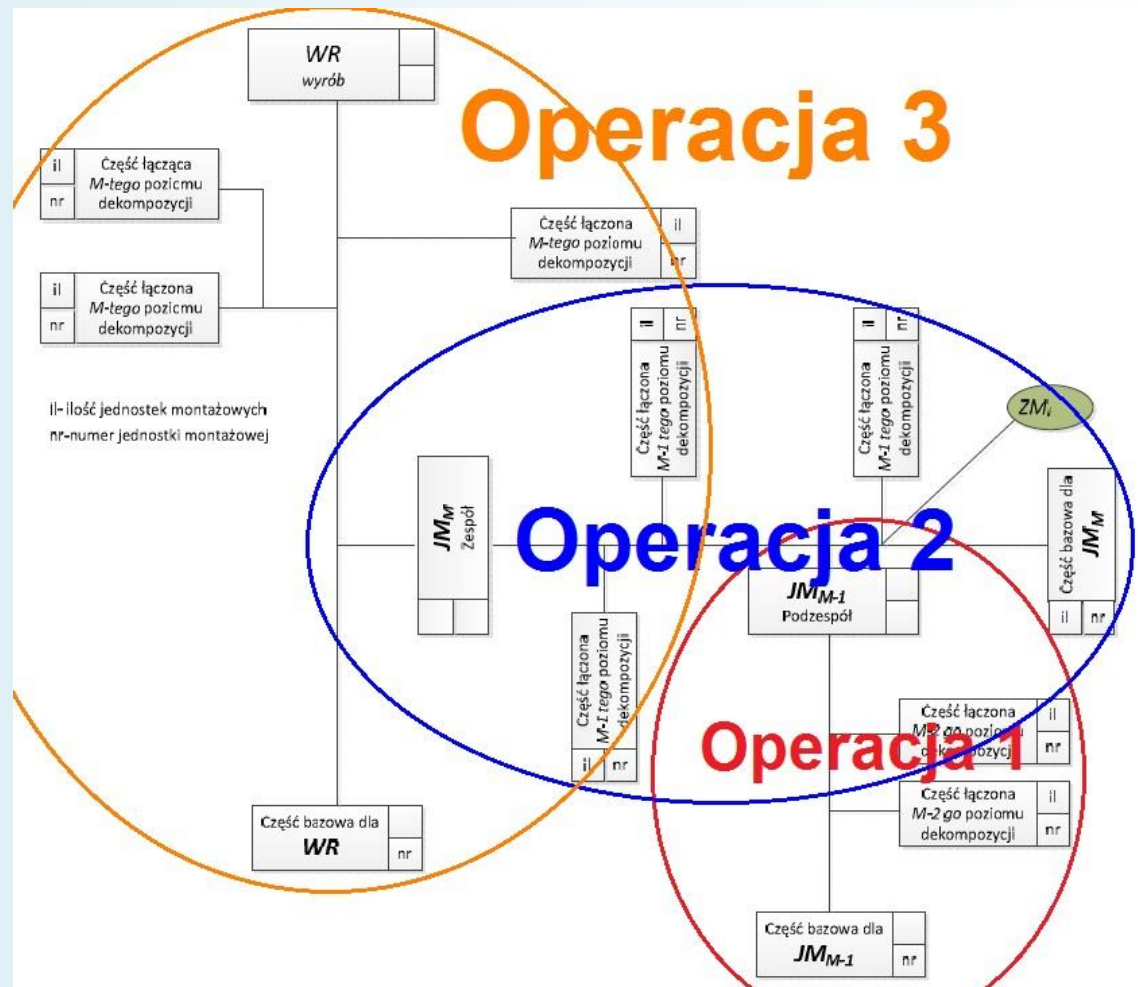 WR
wyrób
Operacja 3
il
nr
Część łącząca
M-tego poziomu
dekompozycji
Część łączona
M-tego poziomu
dekompozycji
il
nr
il
nr
Część łączona
M-tego poziomu
dekompozycji
il-ilość jednostek montażowych
nr-numer jednostki montażowej
il
nr
Część łączona
M-1 tego poziomu
dekompozycji
il
nr
Część łączona
M-1 tego poziomu
dekompozycji
ZMi
JMM
Zespół
Operacja 2
Część bazowa dla
JMM
il
nr
JMM-1
Podzespół
Część łączona
M-1 tego poziomu
dekompozycji
il
nr
Operacja 1
Część łączona
M-2 go poziomu
dekompozycji
il
nr
Część łączona
M-2 go poziomu
dekompozycji
il
nr
Część bazowa dla
WR
nr
Część bazowa dla
JMM-1
nr